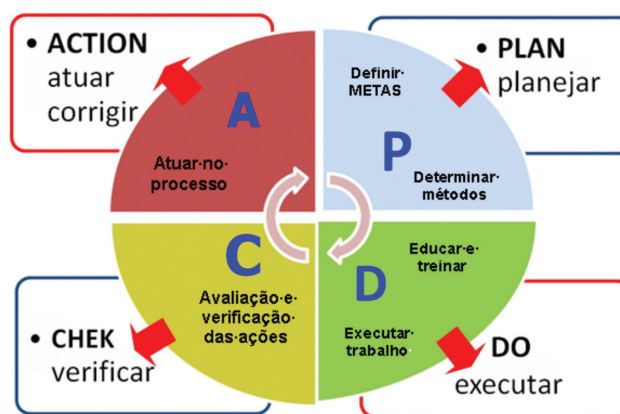 • ACTION
atuar
corrigir
A
Atuar·no·
processo
Definir·
METAS
P
Determinar·
métodos
• PLAN
planejar
C
Avaliação·e·
verificação·
das·ações
• CHEK
verificar
Educar·e·
treinar
D
Executar·
trabalho·
• DO
executar